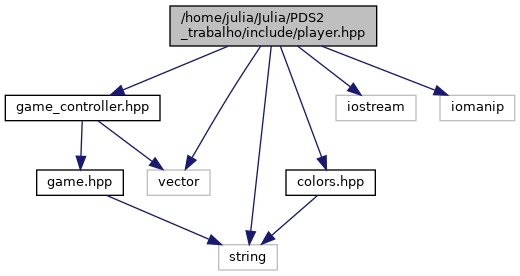 /home/julia/Julia/PDS2
_trabalho/include/player.hpp
game_controller.hpp
iostream
iomanip
game.hpp
vector
colors.hpp
string